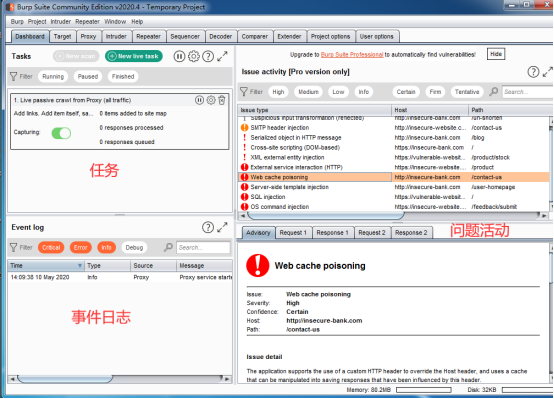 Burp Suite Community Edition v2020.4 - Temporary Project
Burp Project Intruder Repeater Window Help
Dashboard Target Proxy Intruder Repeater Sequencer Decoder Comparer Extender Project options User options
Tasks
New scan
New live task
Filter Running Paused Finished
1. Live passive crawl from Proxy (all traffic)
Add links. Add item itself, sa... 0 items added to site map
Capturing:
0 responses processed
0 responses queued
任务
Event log
Filter Critical Error Info Debug Search...
Time Type Source Message
14:09:38 10 May 2020 Info Proxy Proxy service starte
事件日志
Upgrade to Burp Suite Professional to automatically find vulnerabilities! Hide
Issue activity [Pro version only]
Filter High Medium Low Info Certain Firm Tentative Search...
Issue type Host Path
Suspicious input transformation (reflected) http://insecure-bank.com /url-shorten
SMTP header injection http://insecure-website.c... /contact-us
Serialized object in HTTP message http://insecure-bank.com /blog
Cross-site scripting (DOM-based) http://insecure-bank.com /
XML external entity injection https://vulnerable-websit... /product/stock
External service interaction (HTTP) https://insecure-website.... /product
Web cache poisoning http://insecure-bank.com /contact-us
Server-side template injection http://insecure-bank.com /user-homepage
SQL injection https://vulnerable-websit... /
OS command injection https://insecure-website.... /feedback/submit
Advisory Request 1 Response 1 Request 2 Response 2
问题活动
Web cache poisoning
Issue: Web cache poisoning
Severity: High
Confidence: Certain
Host: http://insecure-bank.com
Path: /contact-us
Issue detail
The application supports the use of a custom HTTP header to override the Host header, and uses a cache
that can be manipulated into saving responses that have been influenced by this header.
Memory: 80.2MB Disk: 32KB